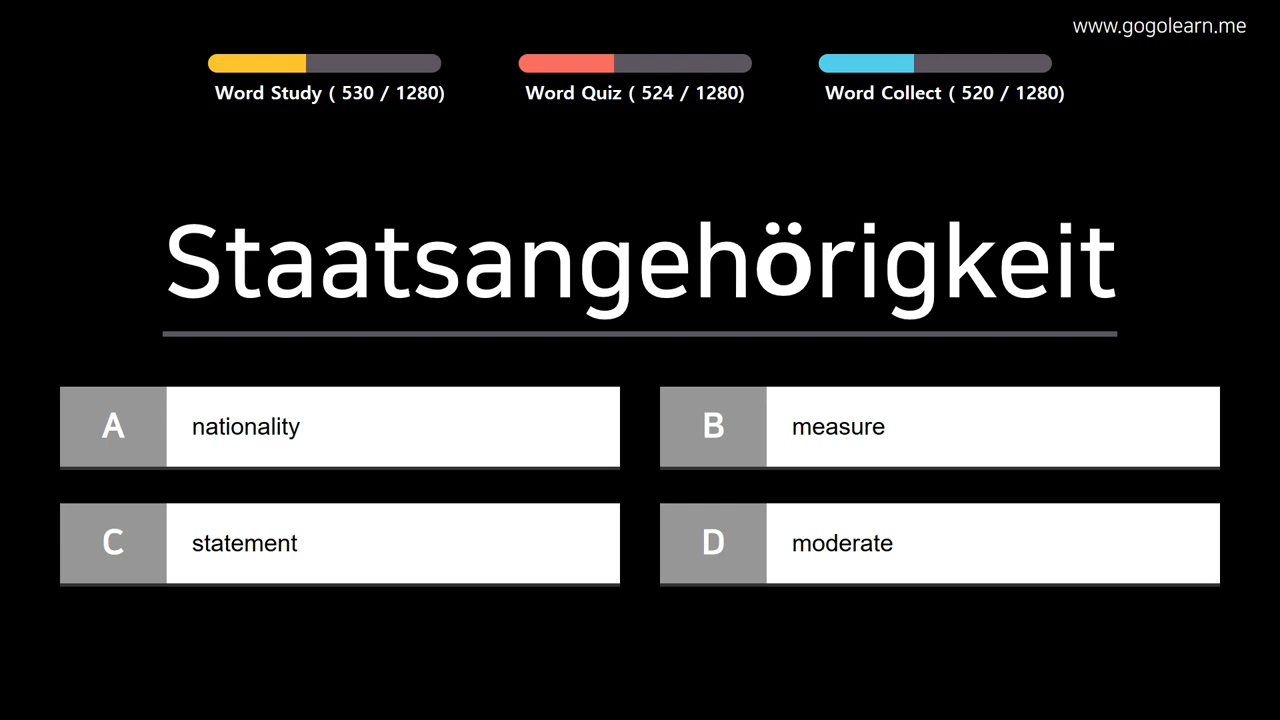 www.gogolearn.me
Word Study ( 530 / 1280)
Word Quiz ( 524 / 1280)
Word Collect ( 520 / 1280)
Staatsangehörigkeit
A nationality
B measure
C statement
D moderate